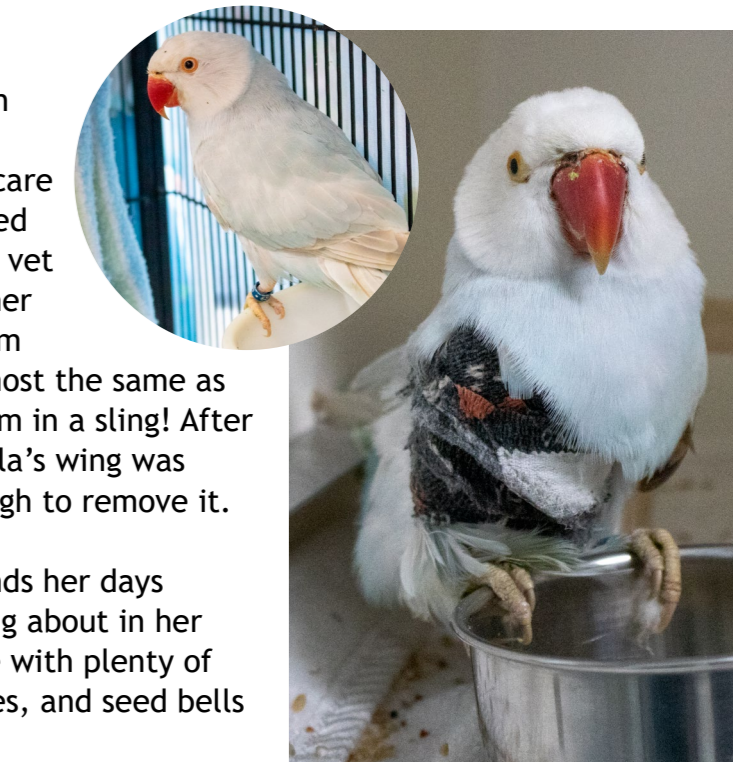 n
care
ed
vet
her
m
most the same as
m in a sling! After
la’s wing was
gh to remove it.
nds her days
g about in her
with plenty of
es, and seed bells